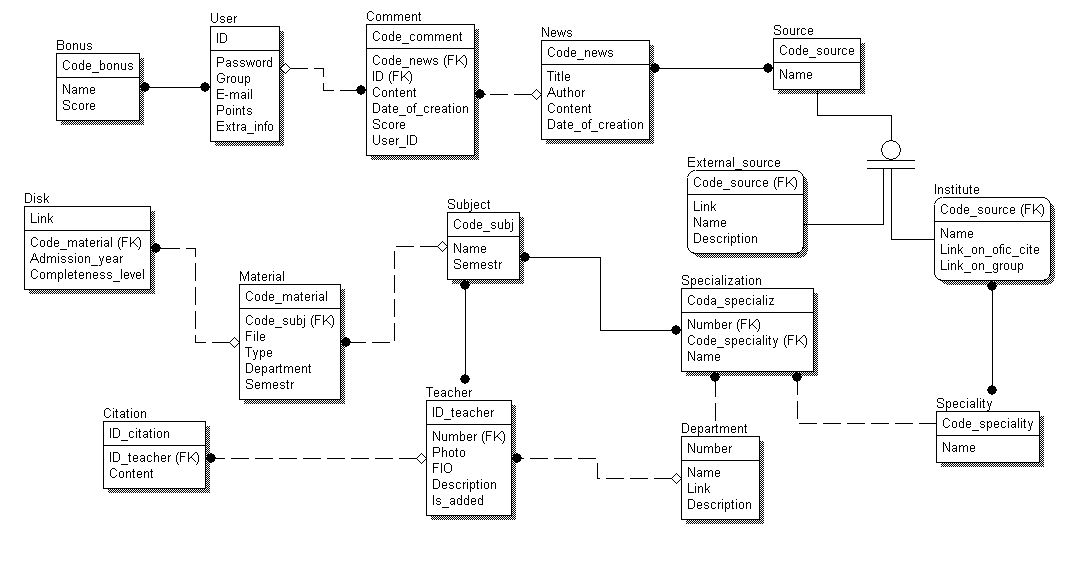 Bonus
Code_bonus
Name
Score
User
ID
Password
Group
E-mail
Points
Extra_info
Comment
Code_comment
Code_news (FK)
ID (FK)
Content
Date_of_creation
Score
User_ID
News
Code_news
Title
Author
Content
Date_of_creation
Source
Code_source
Name
External_source
Code_source (FK)
Link
Name
Description
Institute
Code_source (FK)
Name
Link_on_ofic_cite
Link_on_group
Disk
Link
Code_material (FK)
Admission_year
Completeness_level
Subject
Code_subj
Name
Semestr
Material
Code_material
Code_subj (FK)
File
Type
Department
Semestr
Specialization
Coda_specializ
Number (FK)
Code_speciality (FK)
Name
Citation
ID_citation
ID_teacher (FK)
Content
Teacher
ID_teacher
Number (FK)
Photo
FIO
Description
Is_added
Department
Number
Name
Link
Description
Speciality
Code_speciality
Name